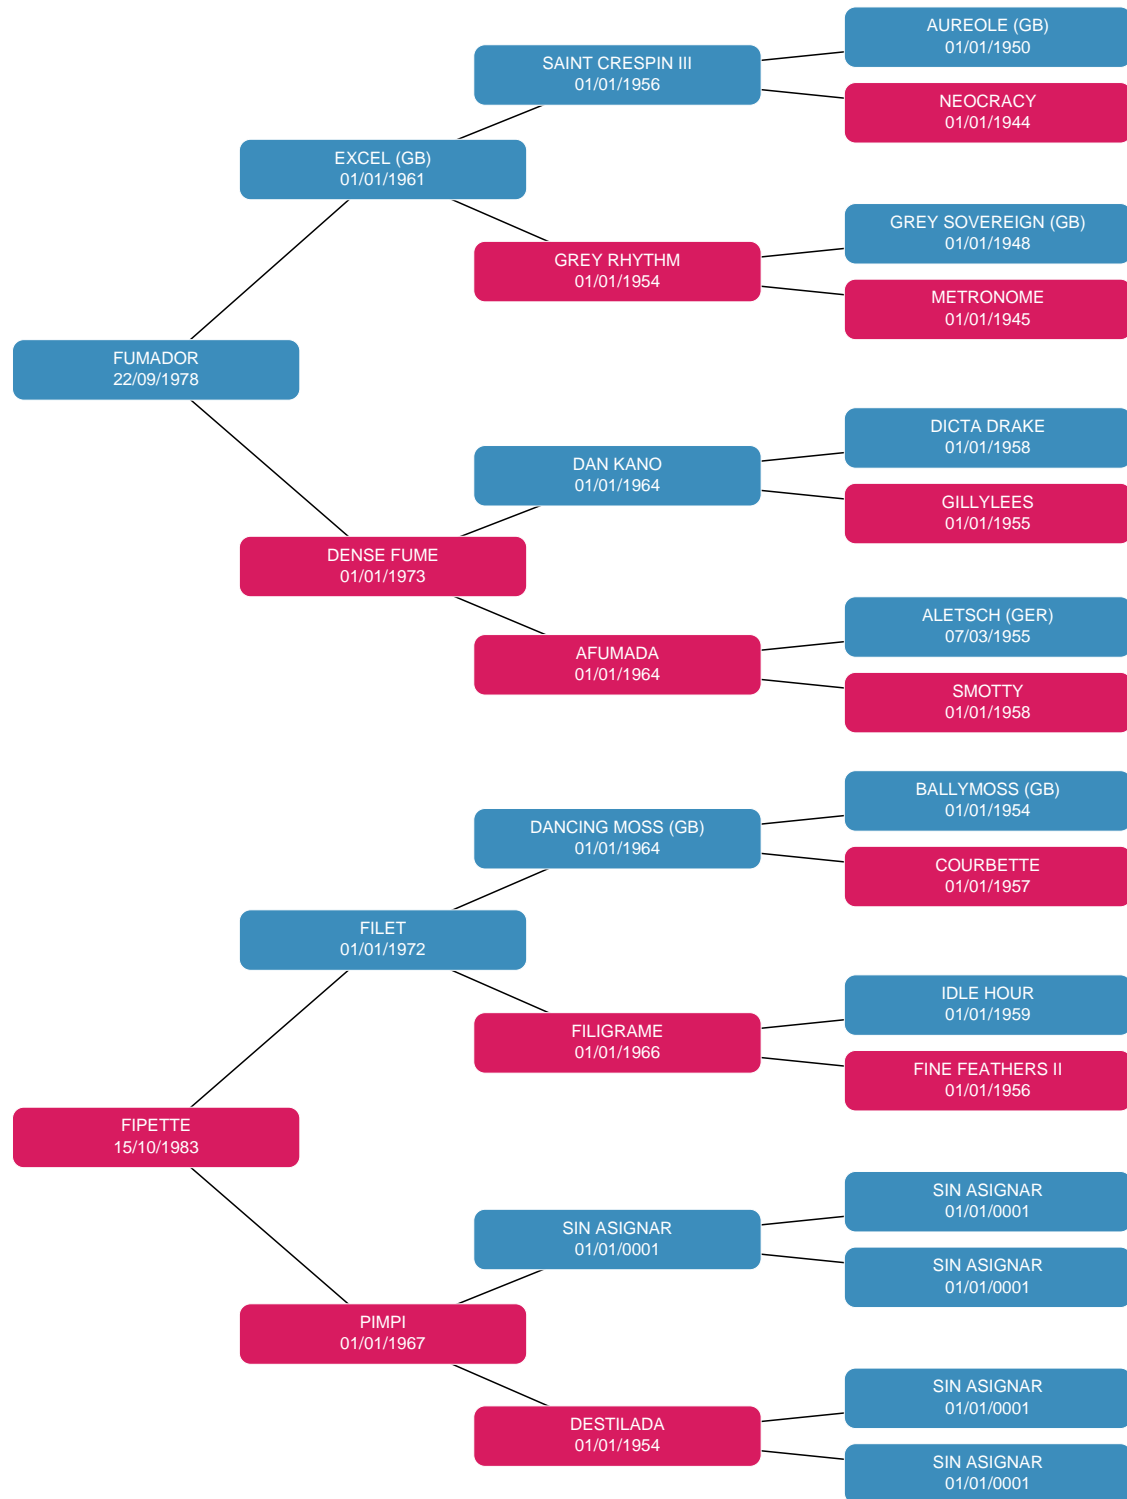 AUREOLE (GB)
01/01/1950
SAINT CRESPIN III
01/01/1956
NEOCRACY
01/01/1944
EXCEL (GB)
01/01/1961
GREY SOVEREIGN (GB)
01/01/1948
GREY RHYTHM
01/01/1954
METRONOME
01/01/1945
FUMADOR
22/09/1978
DICTA DRAKE
01/01/1958
DAN KANO
01/01/1964
GILLYLEES
01/01/1955
DENSE FUME
01/01/1973
ALETSCH (GER)
07/03/1955
AFUMADA
01/01/1964
SMOTTY
01/01/1958
BALLYMOSS (GB)
01/01/1954
DANCING MOSS (GB)
01/01/1964
COURBETTE
01/01/1957
FILET
01/01/1972
IDLE HOUR
01/01/1959
FILIGRAME
01/01/1966
FINE FEATHERS II
01/01/1956
FIPETTE
15/10/1983
SIN ASIGNAR
01/01/0001
SIN ASIGNAR
01/01/0001
SIN ASIGNAR
01/01/0001
PIMPI
01/01/1967
SIN ASIGNAR
01/01/0001
DESTILADA
01/01/1954
SIN ASIGNAR
01/01/0001